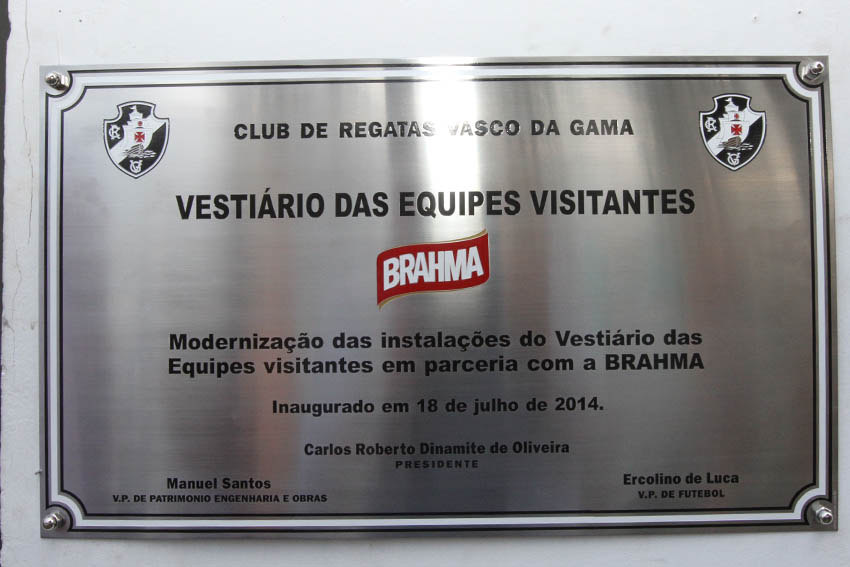 CLUB DE REGATAS VASCO DA GAMA
VESTIÁRIO DAS EQUIPES VISITANTES
BRAHMA
Modernização das instalações do Vestiário das
Equipes visitantes em parceria com a BRAHMA
Inaugurado em 18 de julho de 2014.
Carlos Roberto Dinamite de Oliveira
PRESIDENTE
Manuel Santos
V.P. DE PATRIMONIO ENGENHARIA E OBRAS
Ercolino de Luca
V.P. DE FUTEBOL